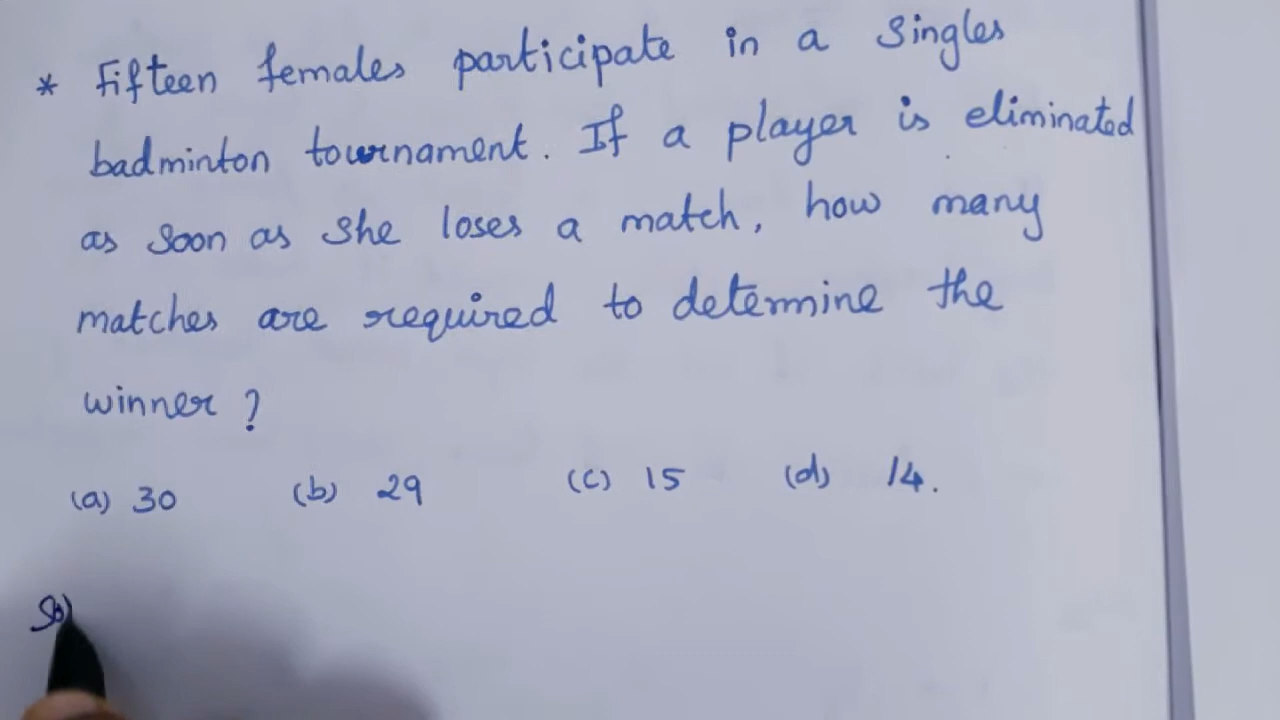 * Fifteen females participate in a singles
badminton tournament. If a player is eliminated
as soon as she loses a match, how many
matches are required to determine the
winner ?
(a) 30 (b) 29 (c) 15 (d) 14.